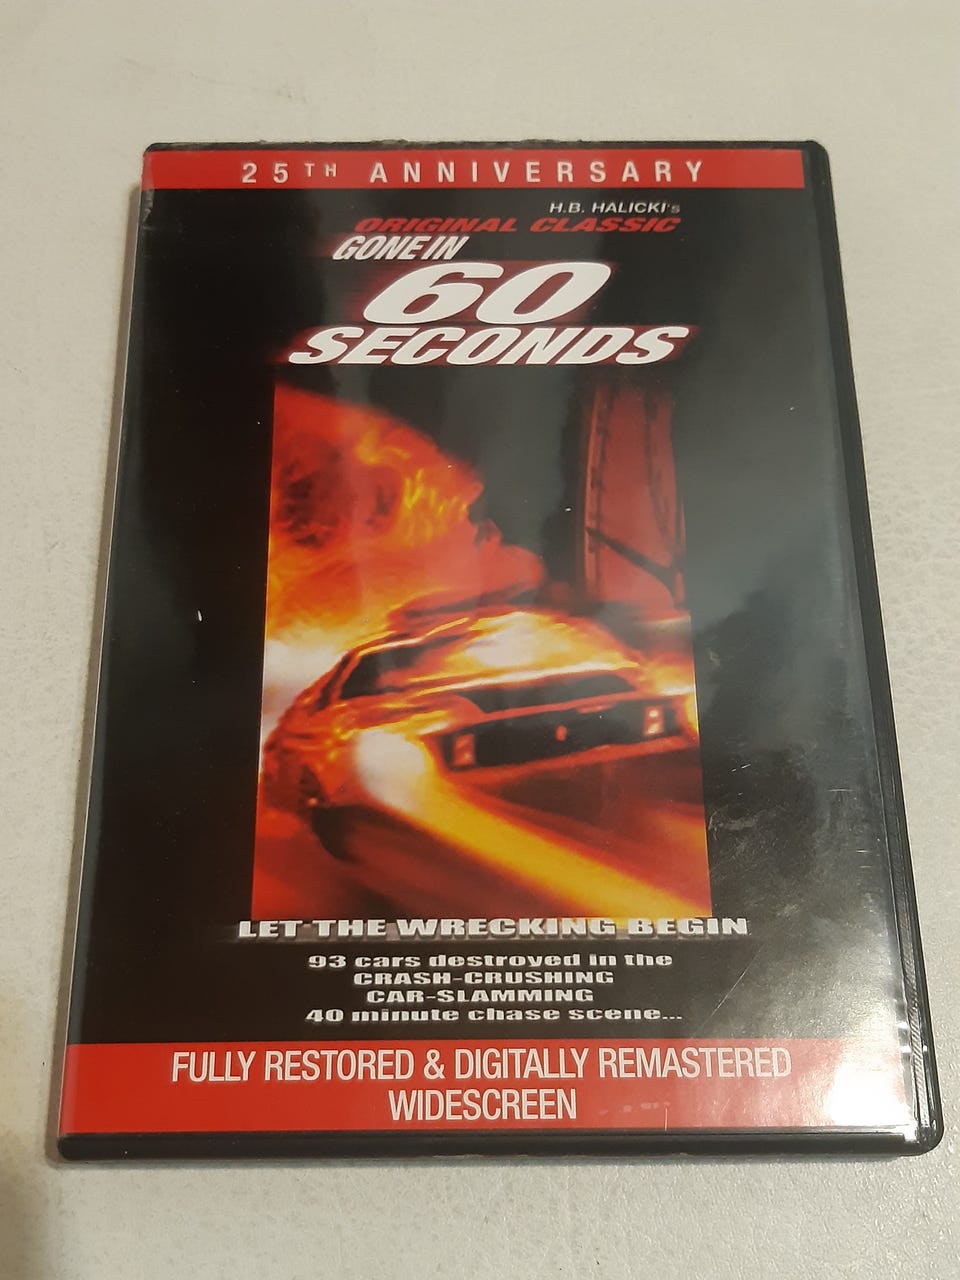 25TH ANNIVERSARY
H.B. HALICKI's
ORIGINAL CLASSIC
GONE IN
60
SECONDS
LET THE WRECKING BEGIN
93 cars destroyed in the
CRASH-CRUSHING
CAR-SLAMMING
40 minute chase scene...
FULLY RESTORED & DIGITALLY REMASTERED
WIDESCREEN